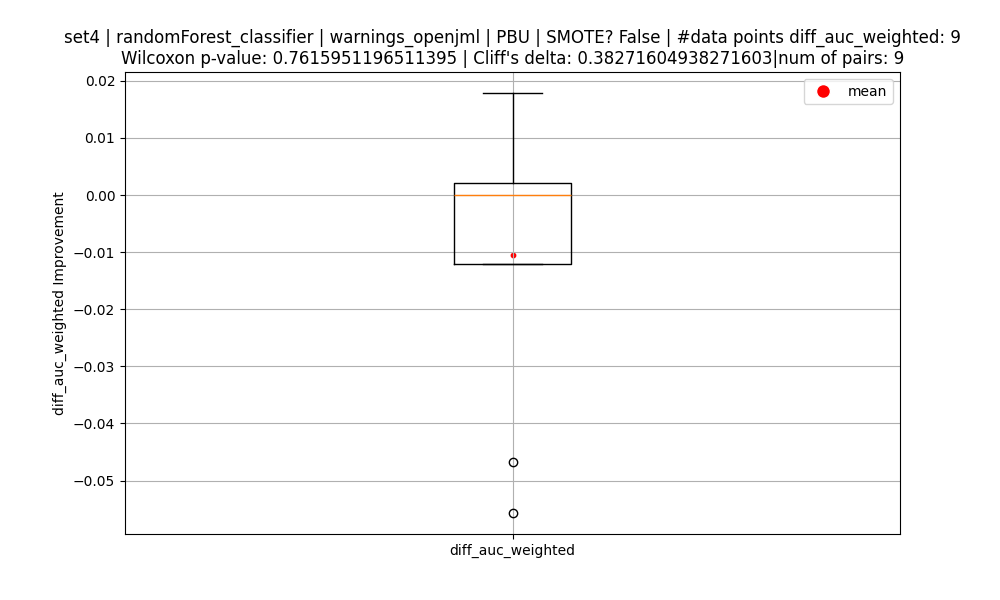 set4 | randomForest_classifier | warnings_openjml | PBU | SMOTE? False | #data points diff_auc_weighted: 9
Wilcoxon p-value: 0.7615951196511395 | Cliff's delta: 0.38271604938271603|num of pairs: 9
mean
0.02
0.01
0.00
−0.01
−0.02
−0.03
−0.04
−0.05
diff_auc_weighted Improvement
diff_auc_weighted